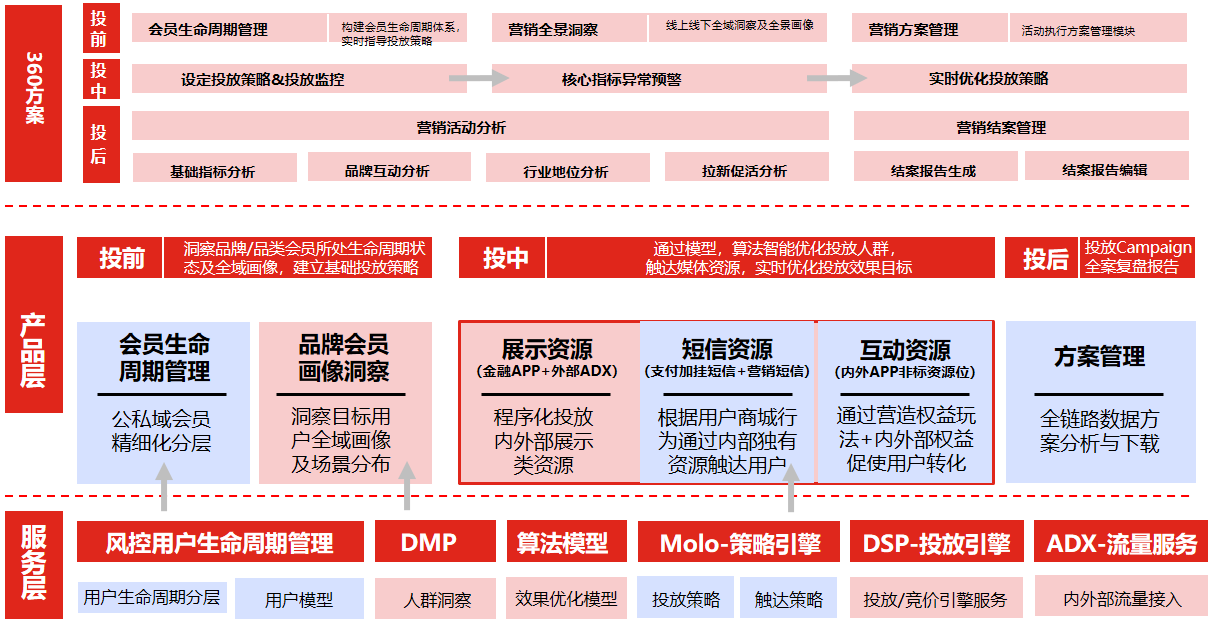 360方案
投前
会员生命周期管理
构建会员生命周期体系，
实时指导投放策略
营销全景洞察
线上线下全域洞察及全景画像
营销方案管理
活动执行方案管理模块
投中
设定投放策略&投放监控
核心指标异常预警
实时优化投放策略
投后
营销活动分析
营销结案管理
基础指标分析
品牌互动分析
行业地位分析
拉新促活分析
结案报告生成
结案报告编辑
产品层
投前
洞察品牌/品类会员所处生命周期状
态及全域画像，建立基础投放策略
投中
通过模型，算法智能优化投放人群，
触达媒体资源，实时优化投放效果目标
投后
投放Campaign
全案复盘报告
会员生命
周期管理
公私域会员
精细化分层
品牌会员
画像洞察
洞察目标用
户全域画像
及场景分布
展示资源
(金融APP+外部ADX)
程序化投放
内外部展示
类资源
短信资源
(支付加挂短信+营销短信)
根据用户商城行
为通过内部独有
资源触达用户
互动资源
(内外APP非标资源位)
通过营造权益玩
法+内外部权益
促使用户转化
方案管理
全链路数据方
案分析与下载
服务层
风控用户生命周期管理
DMP
算法模型
Molo-策略引擎
DSP-投放引擎
ADX-流量服务
用户生命周期分层
用户模型
人群洞察
效果优化模型
投放策略
触达策略
投放/竞价引擎服务
内外部流量接入